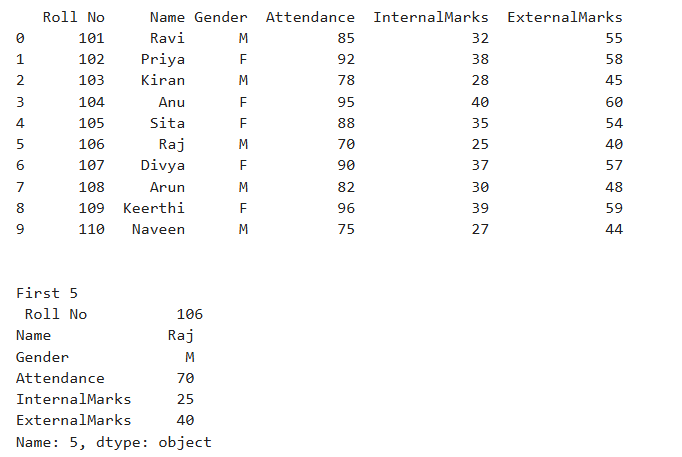 Roll No     Name Gender  Attendance  InternalMarks  ExternalMarks
0      101     Ravi      M          85             32             55
1      102    Priya      F          92             38             58
2      103    Kiran      M          78             28             45
3      104      Anu      F          95             40             60
4      105     Sita      F          88             35             54
5      106      Raj      M          70             25             40
6      107    Divya      F          90             37             57
7      108     Arun      M          82             30             48
8      109  Keerthi      F          96             39             59
9      110   Naveen      M          75             27             44
First 5
 Roll No          106
Name             Raj
Gender             M
Attendance        70
InternalMarks     25
ExternalMarks     40
Name: 5, dtype: object